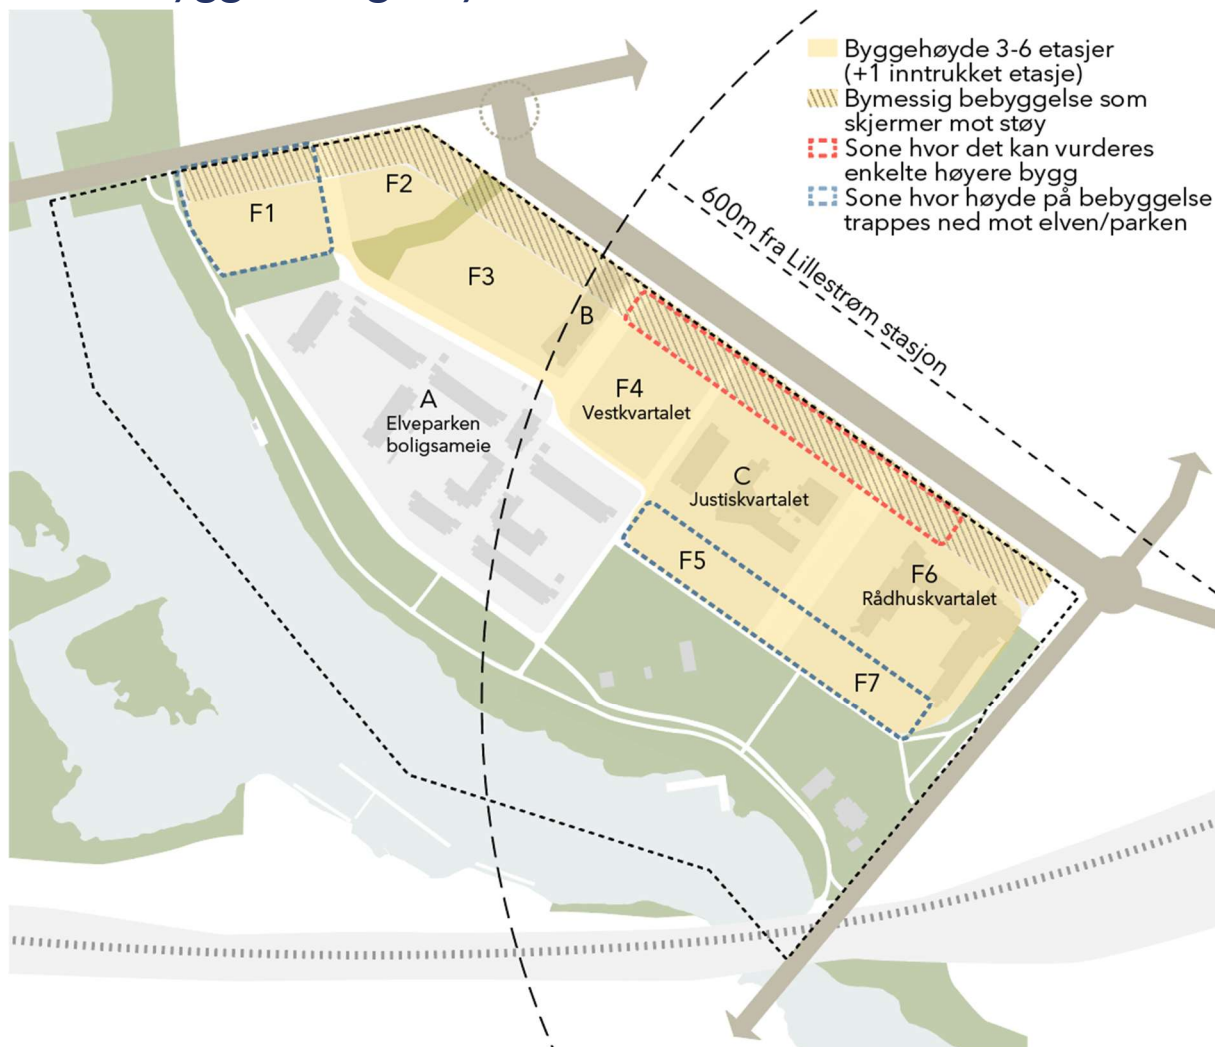 Byggehøyde 3-6 etasjer
(+1 inntrukket etasje)
Bymessig bebyggelse som
skjermer mot støy
Sone hvor det kan vurderes
enkelte høyere bygg
Sone hvor høyde på bebyggelse
trappes ned mot elven/parken
600m fra Lillestrøm stasjon
F1
F2
F3
B
F4
Vestkvartalet
A
Elveparken
boligsameie
C
Justiskvartalet
F5
F6
Rådhuskvartalet
F7